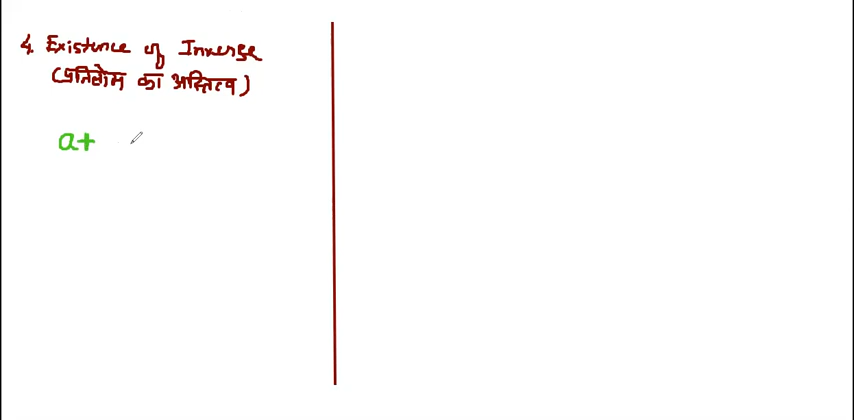 4. Existence of Inverse
(प्रतिलोम का अस्तित्व)
a+